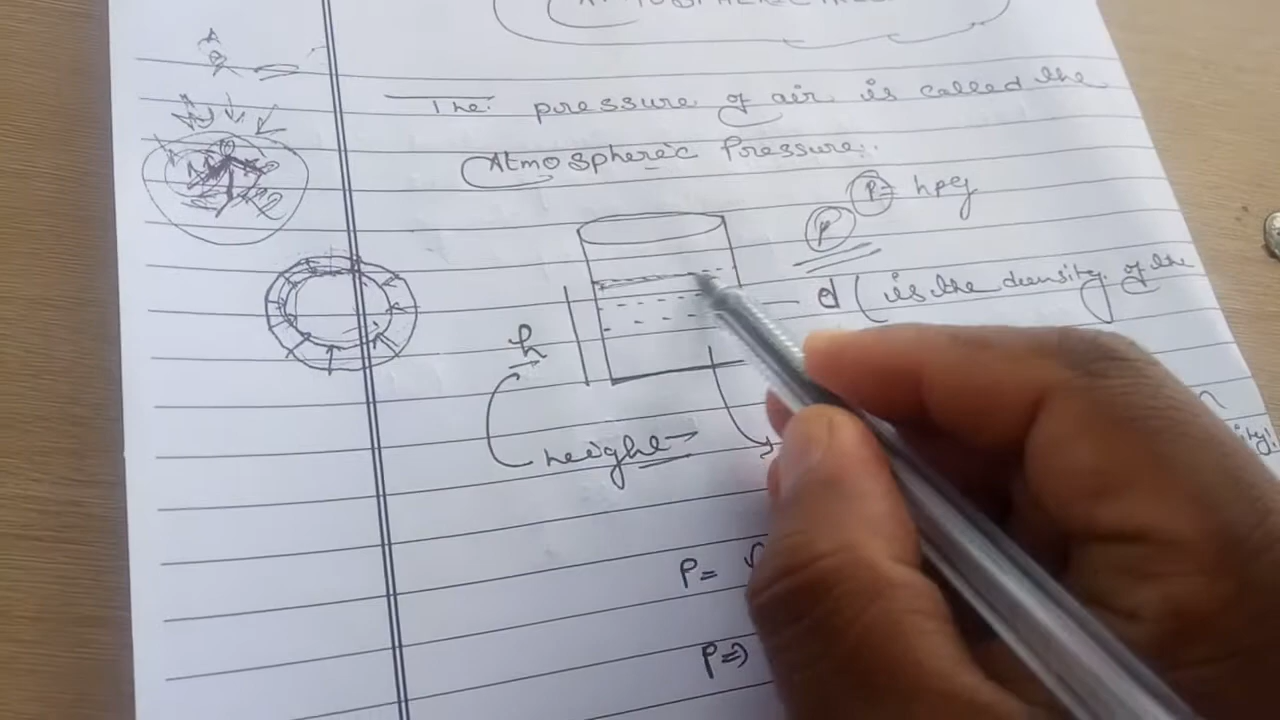 The pressure of air is called the
Atmospheric Pressure.
P = hρg
P
d (is the density of the
h
height
P =
P ⇒